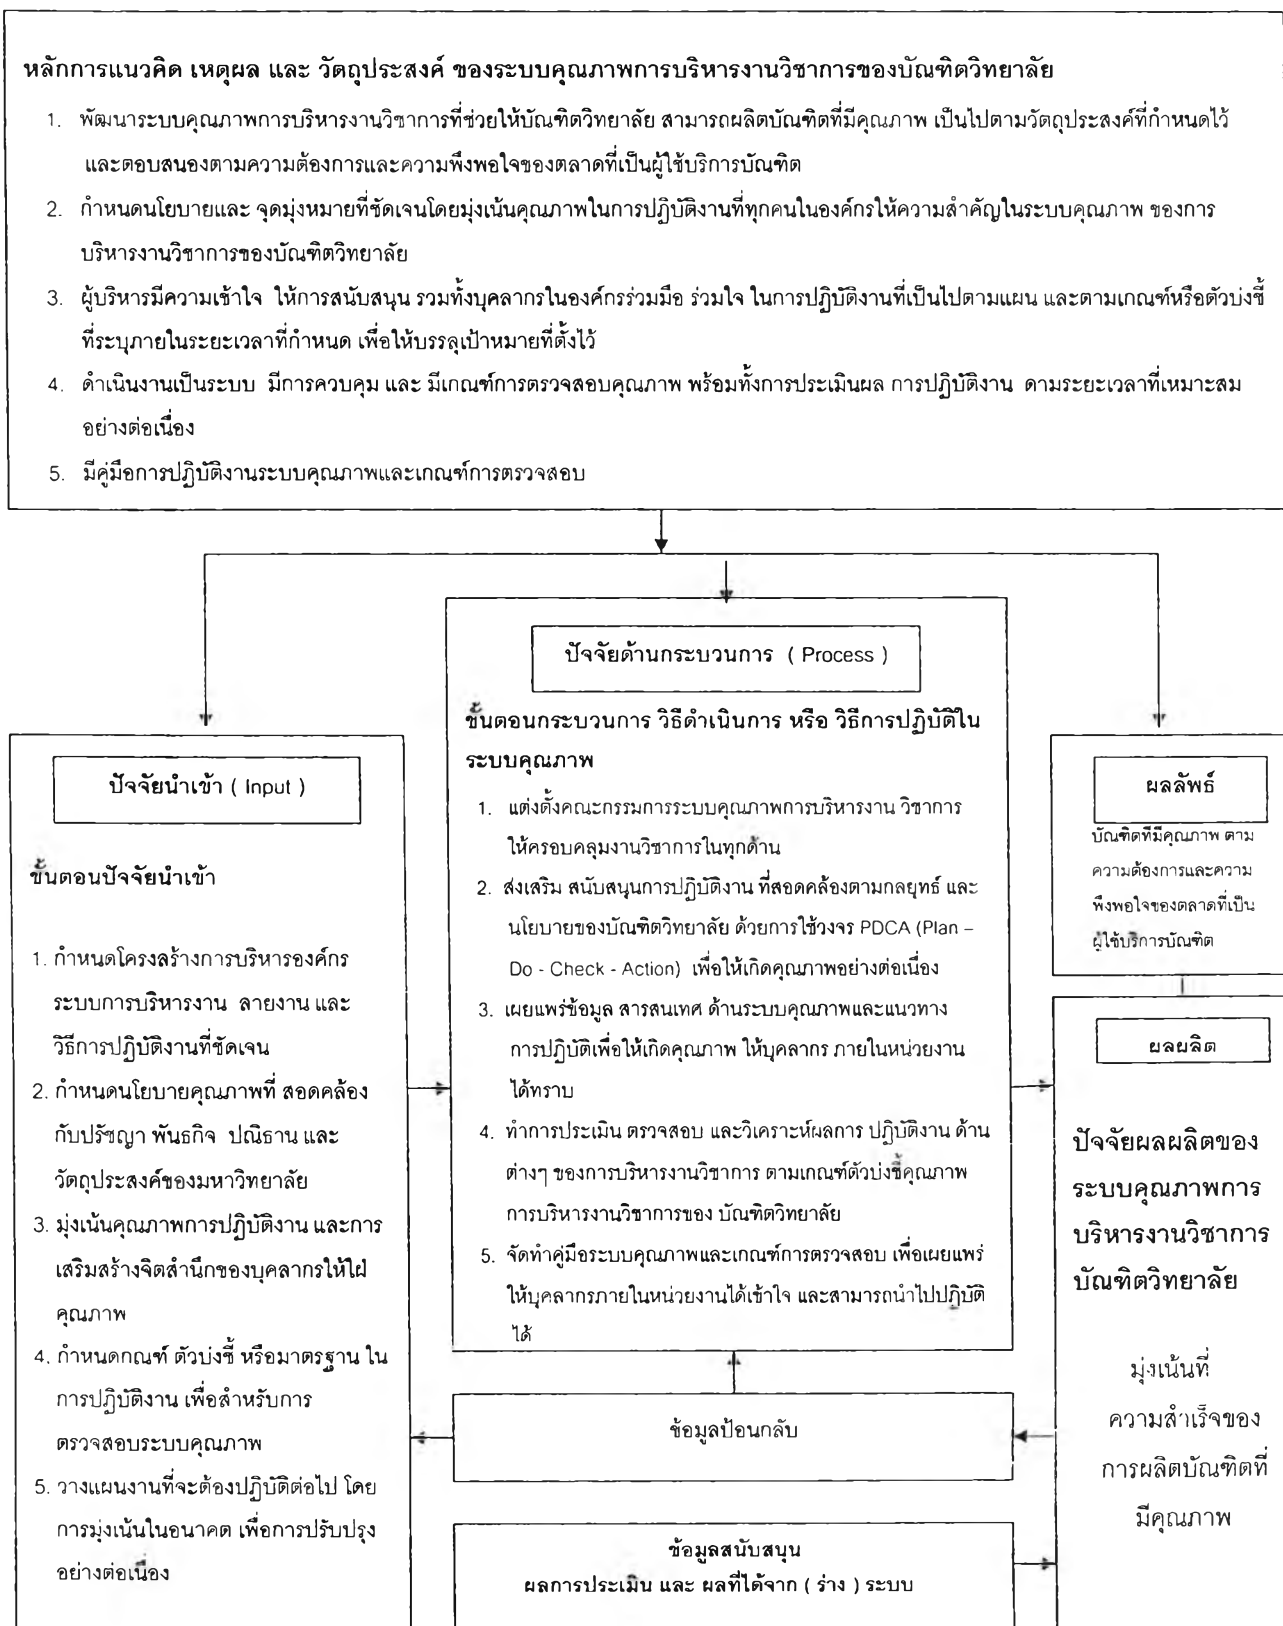 หลักการแนวคิด เหตุผล และ วัตถุประสงค์ ของระบบคุณภาพการบริหารงานวิชาการของบัณฑิตวิทยาลัย
1. พัฒนาระบบคุณภาพการบริหารงานวิชาการที่ช่วยให้บัณฑิตวิทยาลัย สามารถผลิตบัณฑิตที่มีคุณภาพ เป็นไปตามวัตถุประสงค์ที่กำหนดไว้
และตอบสนองตามความต้องการและความพึงพอใจของตลาดที่เป็นผู้ใช้บริการบัณฑิต
2. กำหนดนโยบายและ จุดมุ่งหมายที่ชัดเจนโดยมุ่งเน้นคุณภาพในการปฏิบัติงานที่ทุกคนในองค์กรให้ความสำคัญในระบบคุณภาพ ของการ
บริหารงานวิชาการของบัณฑิตวิทยาลัย
3. ผู้บริหารมีความเข้าใจ ให้การสนับสนุน รวมทั้งบุคลากรในองค์กรร่วมมือ ร่วมใจ ในการปฏิบัติงานที่เป็นไปตามแผน และตามเกณฑ์หรือตัวบ่งชี้
ที่ระบุภายในระยะเวลาที่กำหนด เพื่อให้บรรลุเป้าหมายที่ตั้งไว้
4. ดำเนินงานเป็นระบบ มีการควบคุม และ มีเกณฑ์การตรวจสอบคุณภาพ พร้อมทั้งการประเมินผล การปฏิบัติงาน ตามระยะเวลาที่เหมาะสม
อย่างต่อเนื่อง
5. มีคู่มือการปฏิบัติงานระบบคุณภาพและเกณฑ์การตรวจสอบ
ปัจจัยนำเข้า ( Input )
ขั้นตอนปัจจัยนำเข้า
1. กำหนดโครงสร้างการบริหารองค์กร
ระบบการบริหารงาน สายงาน และ
วิธีการปฏิบัติงานที่ชัดเจน
2. กำหนดนโยบายคุณภาพที่ สอดคล้อง
กับปรัชญา พันธกิจ ปณิธาน และ
วัตถุประสงค์ของมหาวิทยาลัย
3. มุ่งเน้นคุณภาพการปฏิบัติงาน และการ
เสริมสร้างจิตสำนึกของบุคลากรให้ใฝ่
คุณภาพ
4. กำหนดกณฑ์ ตัวบ่งชี้ หรือมาตรฐาน ใน
การปฏิบัติงาน เพื่อสำหรับการ
ตรวจสอบระบบคุณภาพ
5. วางแผนงานที่จะต้องปฏิบัติต่อไป โดย
การมุ่งเน้นในอนาคต เพื่อการปรับปรุง
อย่างต่อเนื่อง
ปัจจัยด้านกระบวนการ ( Process )
ขั้นตอนกระบวนการ วิธีดำเนินการ หรือ วิธีการปฏิบัติใน
ระบบคุณภาพ
1. แต่งตั้งคณะกรรมการระบบคุณภาพการบริหารงาน วิชาการ
ให้ครอบคลุมงานวิชาการในทุกด้าน
2. ส่งเสริม สนับสนุนการปฏิบัติงาน ที่สอดคล้องตามกลยุทธ์ และ
นโยบายของบัณฑิตวิทยาลัย ด้วยการใช้วงจร PDCA (Plan –
Do - Check - Action) เพื่อให้เกิดคุณภาพอย่างต่อเนื่อง
3. เผยแพร่ข้อมูล สารสนเทศ ด้านระบบคุณภาพและแนวทาง
การปฏิบัติเพื่อให้เกิดคุณภาพ ให้บุคลากร ภายในหน่วยงาน
ได้ทราบ
4. ทำการประเมิน ตรวจสอบ และวิเคราะห์ผลการ ปฏิบัติงาน ด้าน
ต่างๆ ของการบริหารงานวิชาการ ตามเกณฑ์ตัวบ่งชี้คุณภาพ
การบริหารงานวิชาการของ บัณฑิตวิทยาลัย
5. จัดทำคู่มือระบบคุณภาพและเกณฑ์การตรวจสอบ เพื่อเผยแพร่
ให้บุคลากรภายในหน่วยงานได้เข้าใจ และสามารถนำไปปฏิบัติ
ได้
ข้อมูลป้อนกลับ
ข้อมูลสนับสนุน
ผลการประเมิน และ ผลที่ได้จาก ( ร่าง ) ระบบ
ผลลัพธ์
บัณฑิตที่มีคุณภาพ ตาม
ความต้องการและความ
พึงพอใจของตลาดที่เป็น
ผู้ใช้บริการบัณฑิต
ผลผลิต
ปัจจัยผลผลิตของ
ระบบคุณภาพการ
บริหารงานวิชาการ
บัณฑิตวิทยาลัย
มุ่งเน้นที่
ความสำเร็จของ
การผลิตบัณฑิตที่
มีคุณภาพ